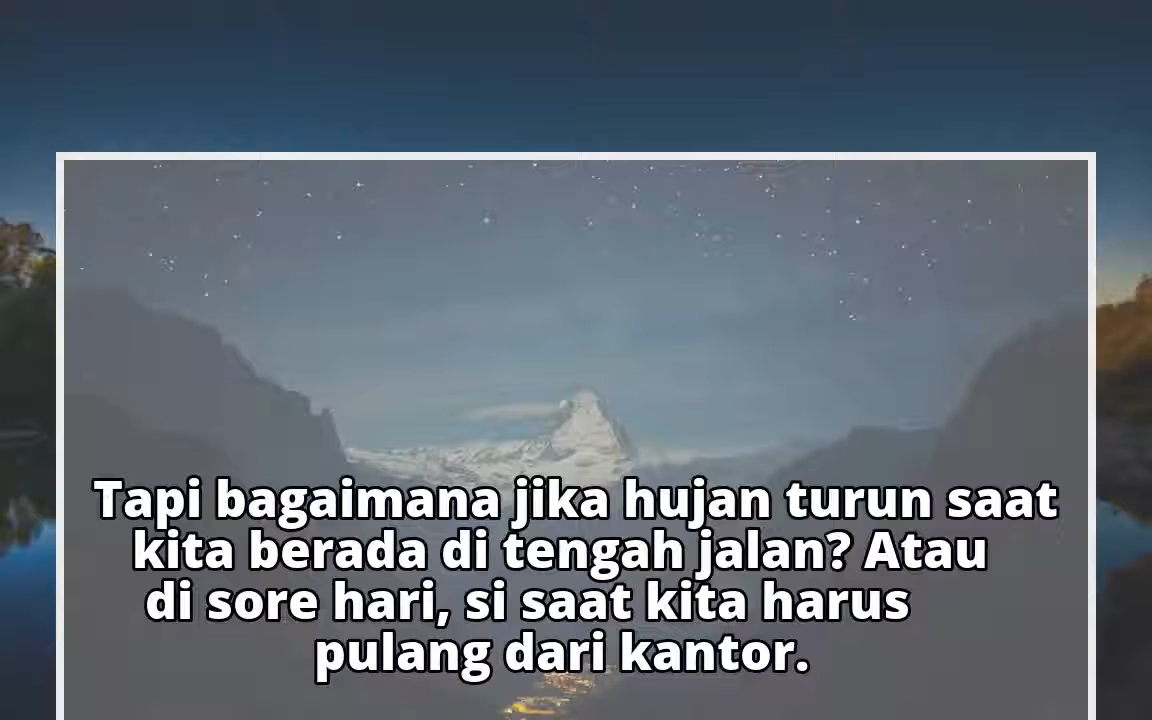 Tapi bagaimana jika hujan turun saat
kita berada di tengah jalan? Atau
di sore hari, si saat kita harus
pulang dari kantor.